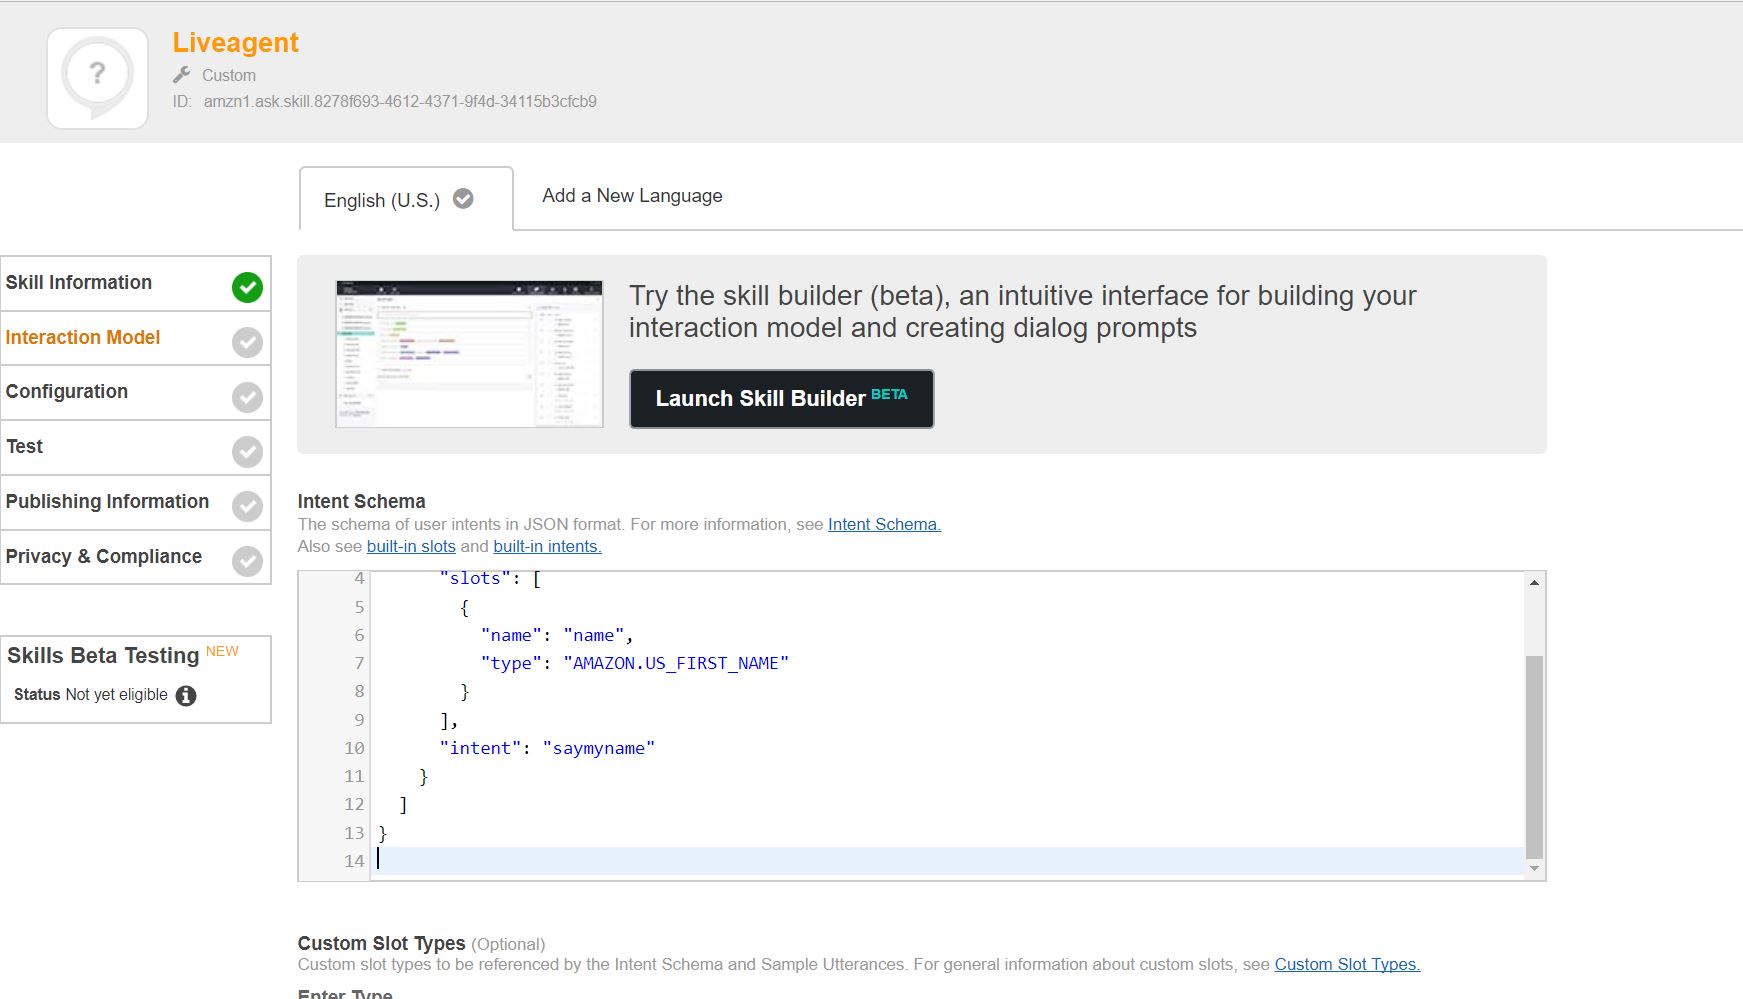 Liveagent
Custom
ID: amzn1.ask.skill.8278f693-4612-4371-9f4d-34115b3cfcb9
English (U.S.)
Add a New Language
Skill Information
Interaction Model
Configuration
Test
Publishing Information
Privacy & Compliance
Skills Beta Testing NEW
Status Not yet eligible
Try the skill builder (beta), an intuitive interface for building your
interaction model and creating dialog prompts
Launch Skill Builder BETA
Intent Schema
The schema of user intents in JSON format. For more information, see Intent Schema.
Also see built-in slots and built-in intents.
4 "slots": [
5 {
6 "name": "name",
7 "type": "AMAZON.US_FIRST_NAME"
8 }
9 ],
10 "intent": "saymyname"
11 }
12 ]
13 }
14
Custom Slot Types (Optional)
Custom slot types to be referenced by the Intent Schema and Sample Utterances. For general information about custom slots, see Custom Slot Types.
Enter Type